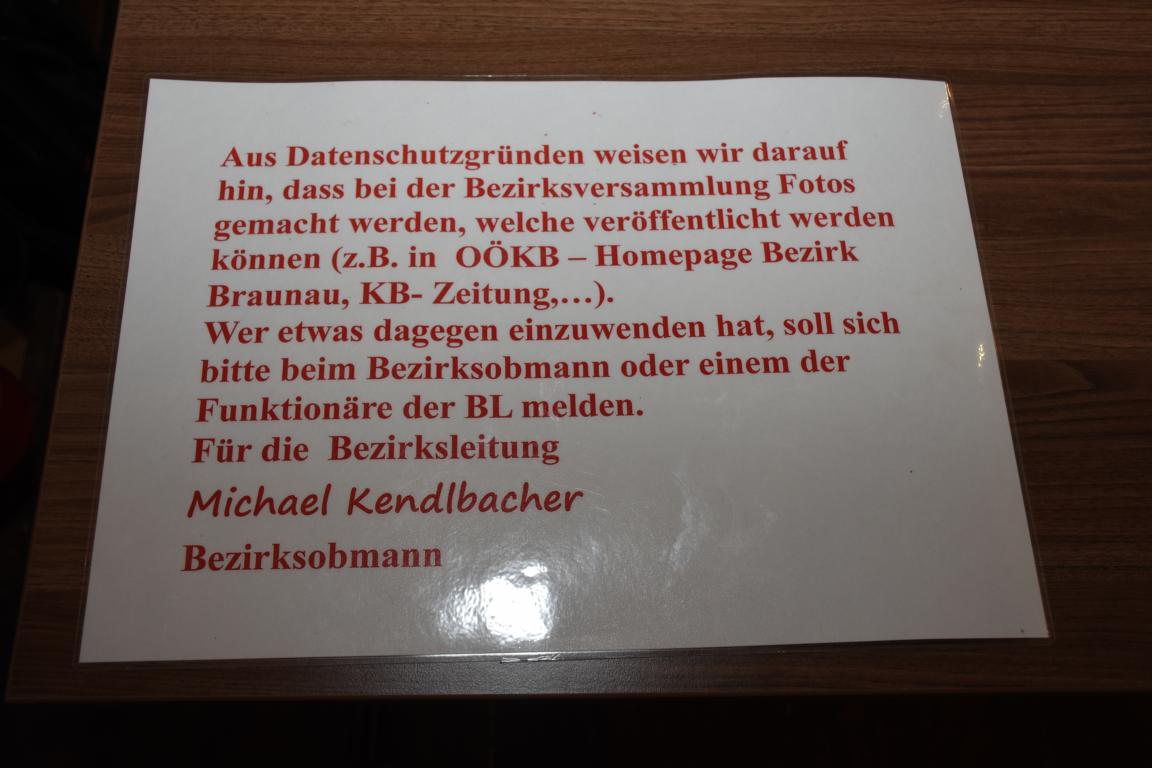 Aus Datenschutzgründen weisen wir darauf
hin, dass bei der Bezirksversammlung Fotos
gemacht werden, welche veröffentlicht werden
können (z.B. in  OÖKB – Homepage Bezirk
Braunau, KB- Zeitung,…).
Wer etwas dagegen einzuwenden hat, soll sich
bitte beim Bezirksobmann oder einem der
Funktionäre der BL melden.
Für die  Bezirksleitung
Michael Kendlbacher
Bezirksobmann